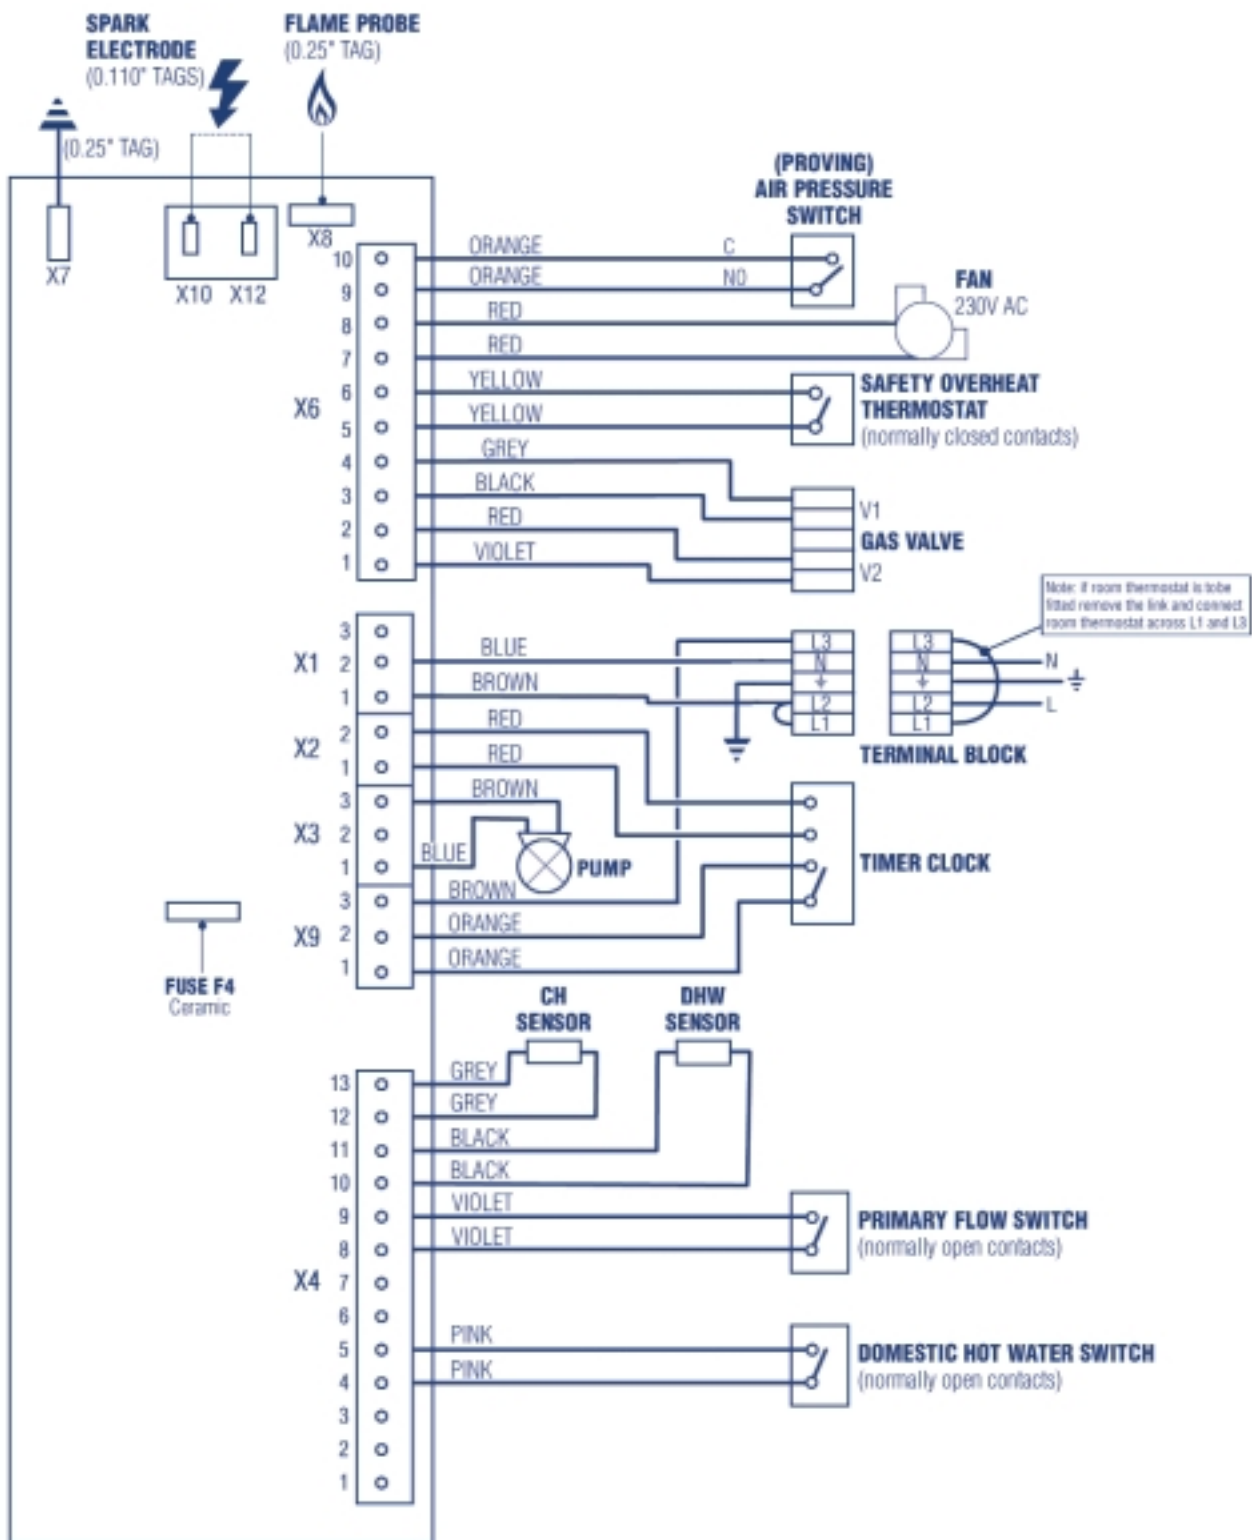 SPARK
ELECTRODE
(0.110" TAGS)
FLAME PROBE
(0.25" TAG)
(0.25" TAG)
X7
X10 X12
X8
(PROVING)
AIR PRESSURE
SWITCH
10 ORANGE C
9 ORANGE NO
FAN
230V AC
8 RED
7 RED
X6
6 YELLOW
5 YELLOW
SAFETY OVERHEAT
THERMOSTAT
(normally closed contacts)
4 GREY
3 BLACK
2 RED
1 VIOLET
V1
GAS VALVE
V2
Note: if room thermostat is tobe
fitted remove the link and connect
room thermostat across L1 and L3
X1
3
2 BLUE
1 BROWN
L3
N
L2
L1
L3
N
L2
L1
N
L
TERMINAL BLOCK
X2
2 RED
1 RED
X3
3 BROWN
2
1 BLUE
PUMP
TIMER CLOCK
X9
3 BROWN
2 ORANGE
1 ORANGE
FUSE F4
Ceramic
CH
SENSOR
DHW
SENSOR
13 GREY
12 GREY
11 BLACK
10 BLACK
9 VIOLET
8 VIOLET
PRIMARY FLOW SWITCH
(normally open contacts)
X4
7
6
5 PINK
4 PINK
DOMESTIC HOT WATER SWITCH
(normally open contacts)
3
2
1